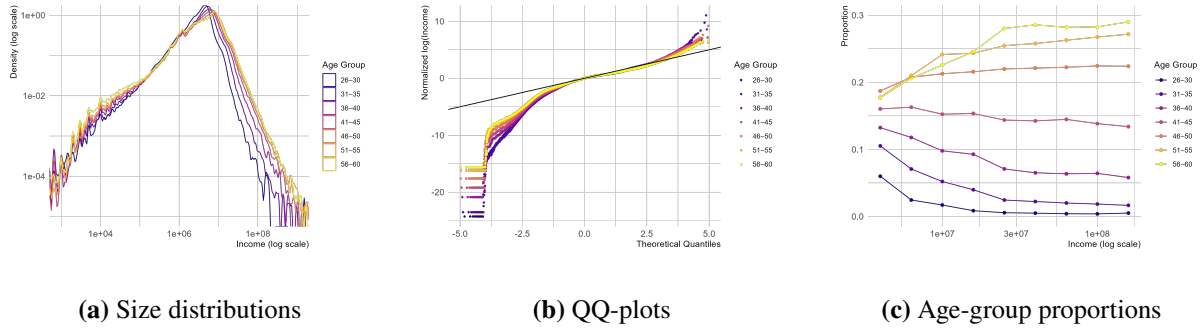 Density (log scale)
1e+00
1e-02
1e-04
1e+04
1e+06
1e+08
Income (log scale)
Age Group
26–30
31–35
36–40
41–45
46–50
51–55
56–60
(a) Size distributions
Normalized log(Income)
10
0
-10
-20
-5.0
-2.5
0.0
2.5
5.0
Theoretical Quantiles
Age Group
26–30
31–35
36–40
41–45
46–50
51–55
56–60
(b) QQ-plots
Proportion
0.3
0.2
0.1
0.0
1e+07
3e+07
1e+08
Income (log scale)
Age Group
26–30
31–35
36–40
41–45
46–50
51–55
56–60
(c) Age-group proportions